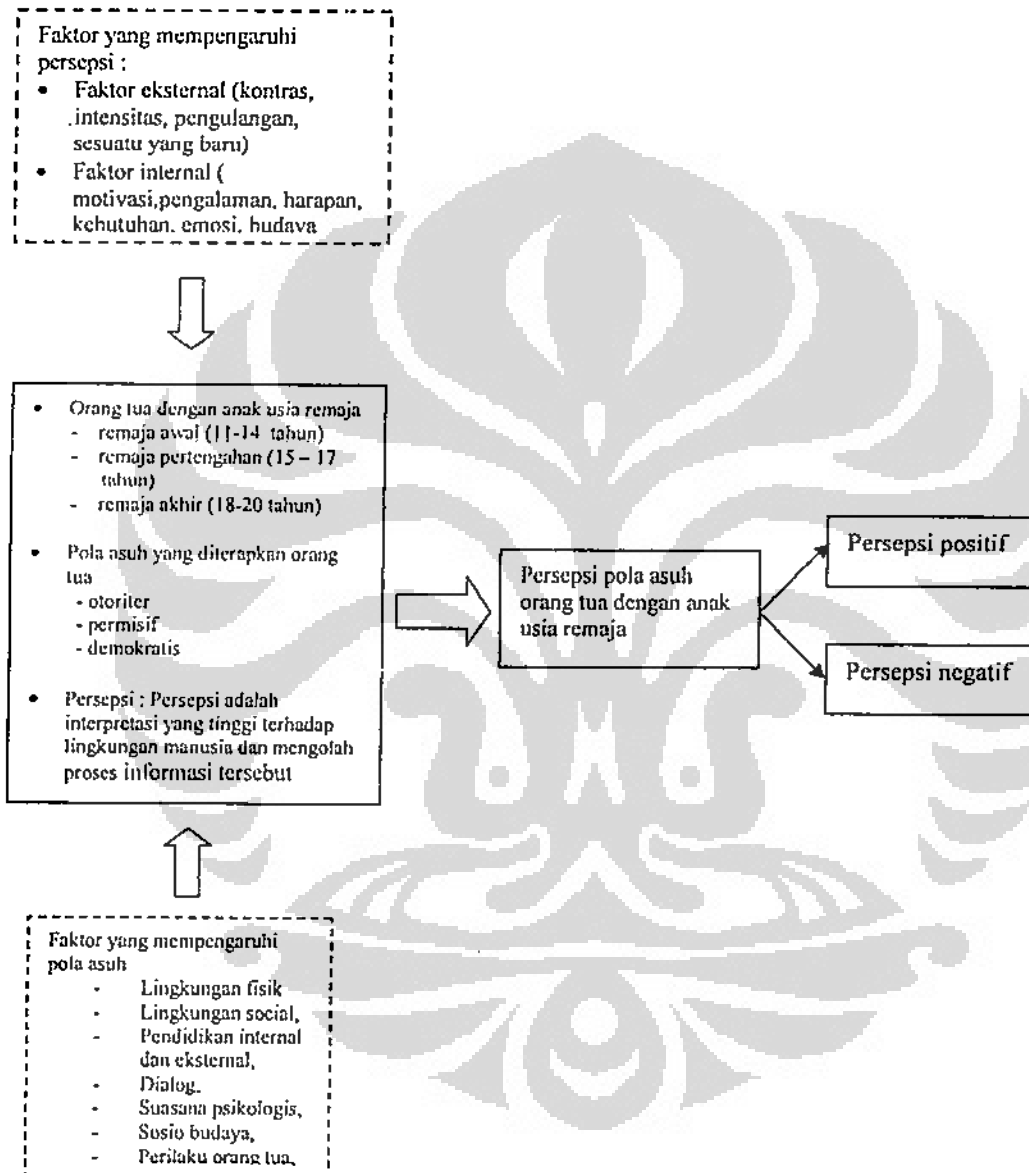 Faktor yang mempengaruhi
persepsi :
• Faktor eksternal (kontras,
intensitas, pengulangan,
sesuatu yang baru)
• Faktor internal (
motivasi,pengalaman, harapan,
kebutuhan, emosi, budaya
• Orang tua dengan anak usia remaja
- remaja awal (11-14 tahun)
- remaja pertengahan (15 – 17
tahun)
- remaja akhir (18-20 tahun)
• Pola asuh yang diterapkan orang
tua
- otoriter
- permisif
- demokratis
• Persepsi : Persepsi adalah
interpretasi yang tinggi terhadap
lingkungan manusia dan mengolah
proses informasi tersebut
Persepsi pola asuh
orang tua dengan anak
usia remaja
Persepsi positif
Persepsi negatif
Faktor yang mempengaruhi
pola asuh
- Lingkungan fisik
- Lingkungan social,
- Pendidikan internal
dan eksternal,
- Dialog,
- Suasana psikologis,
- Sosio budaya,
- Perilaku orang tua,